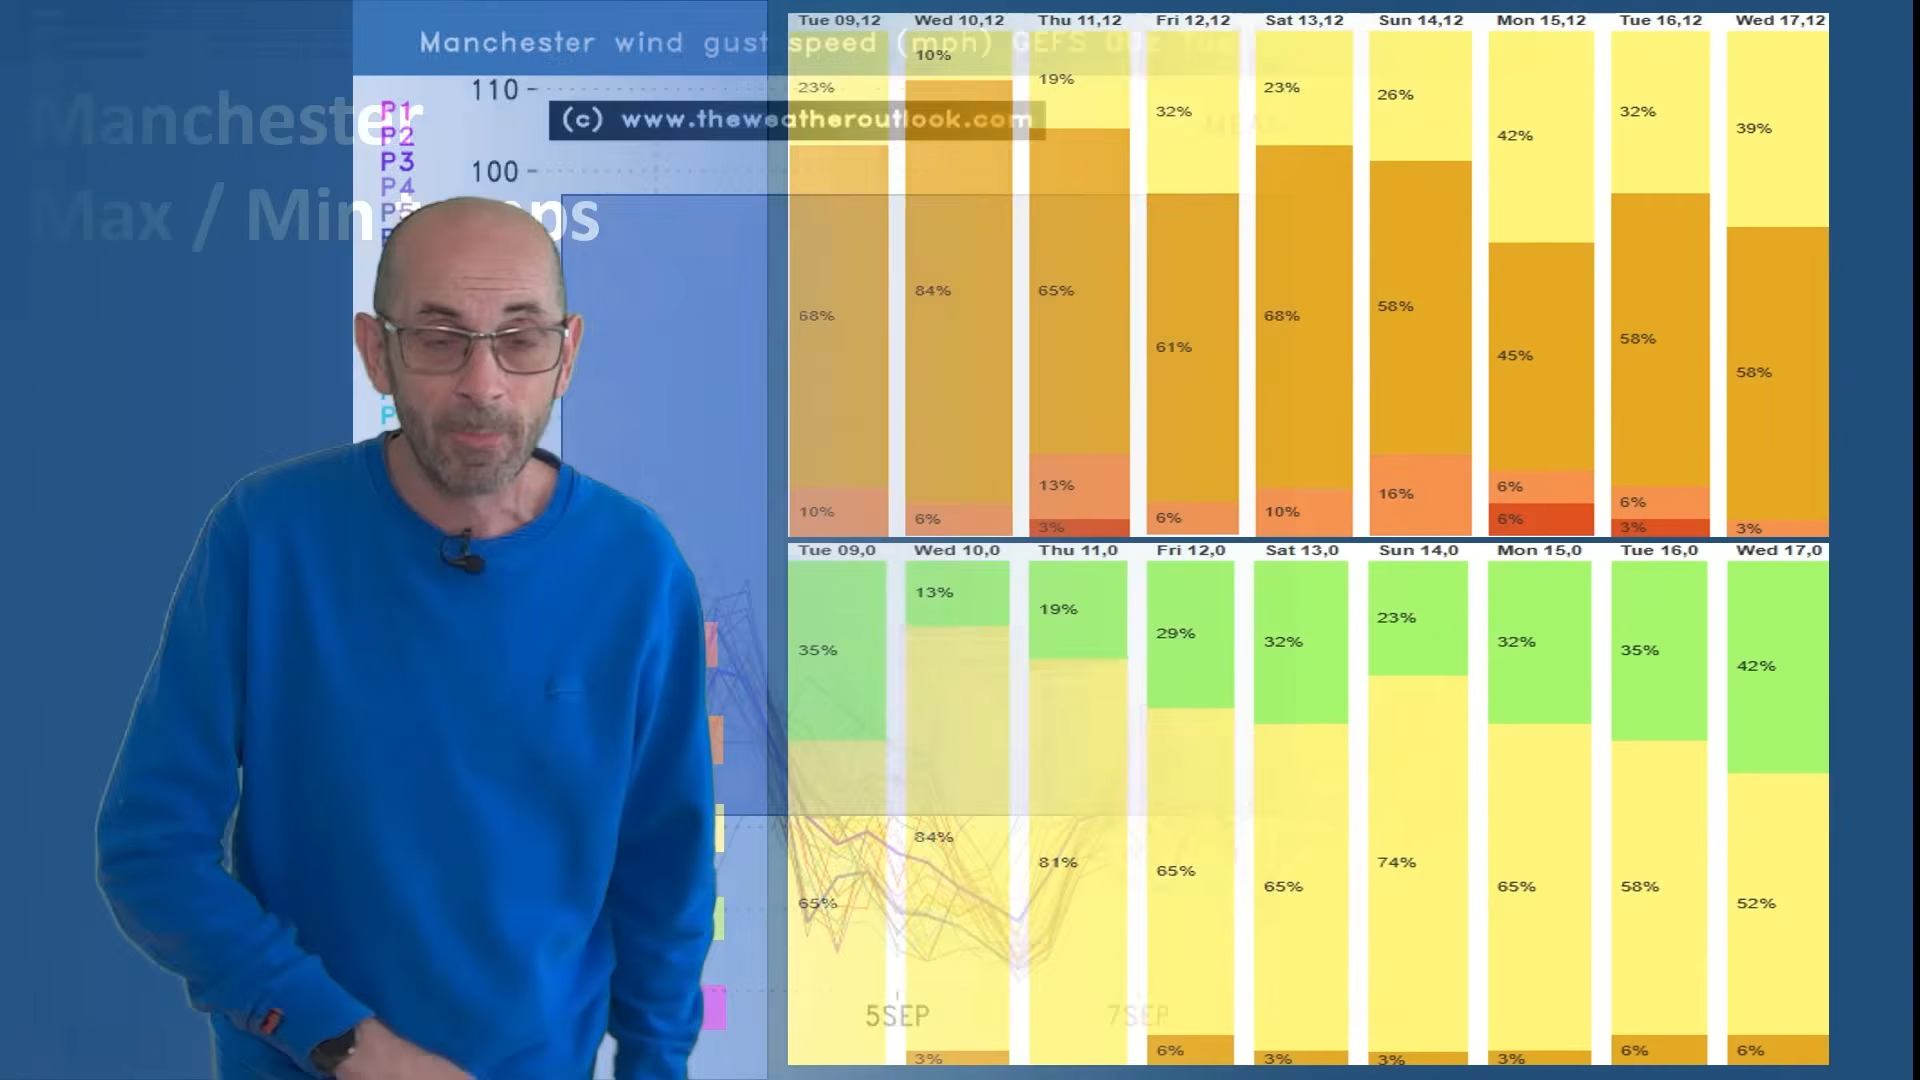 Manchester wind gust speed (mph) GEFS 00Z Tue
Manchester
Max / Min temps
110
100
(c) www.theweatheroutlook.com
MEAN
P1
P2
P3
P4
P5
P
5SEP
7SEP
Tue 09,12 Wed 10,12 Thu 11,12 Fri 12,12 Sat 13,12 Sun 14,12 Mon 15,12 Tue 16,12 Wed 17,12
23% 10% 19% 32% 23% 26% 42% 32% 39%
68% 84% 65% 61% 68% 58% 45% 58% 58%
10% 6% 13% 6% 10% 16% 6% 6% 3%
3% 6% 3%
Tue 09,0 Wed 10,0 Thu 11,0 Fri 12,0 Sat 13,0 Sun 14,0 Mon 15,0 Tue 16,0 Wed 17,0
35% 13% 19% 29% 32% 23% 32% 35% 42%
65% 84% 81% 65% 65% 74% 65% 58% 52%
3% 6% 3% 3% 3% 6% 6%